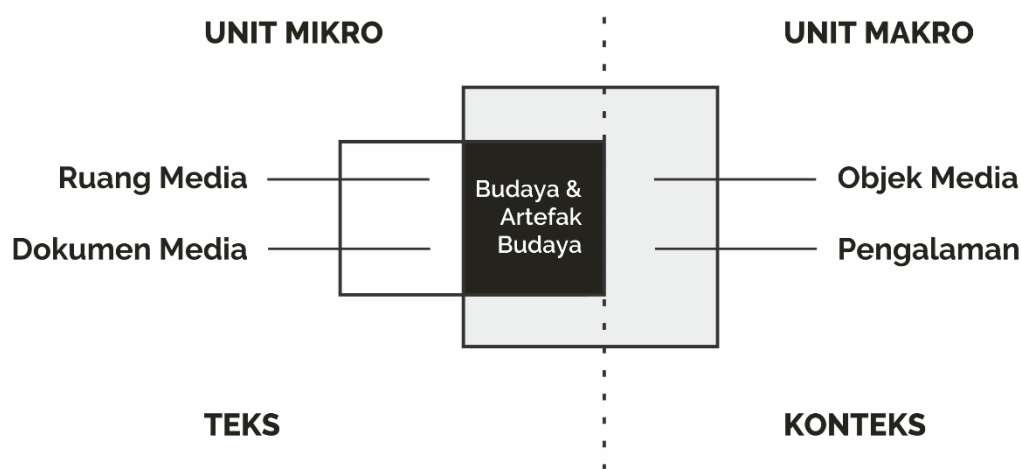 UNIT MIKRO
UNIT MAKRO
Ruang Media
Dokumen Media
Budaya &
Artefak
Budaya
Objek Media
Pengalaman
TEKS
KONTEKS